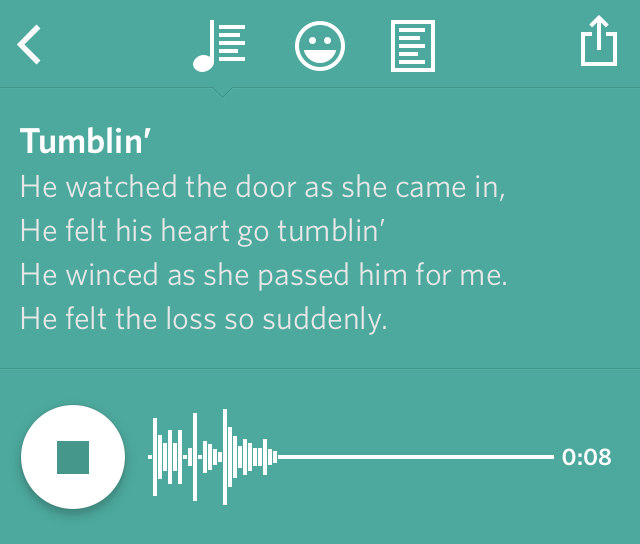 Tumblin’
He watched the door as she came in,
He felt his heart go tumblin’
He winced as she passed him for me.
He felt the loss so suddenly.
0:08